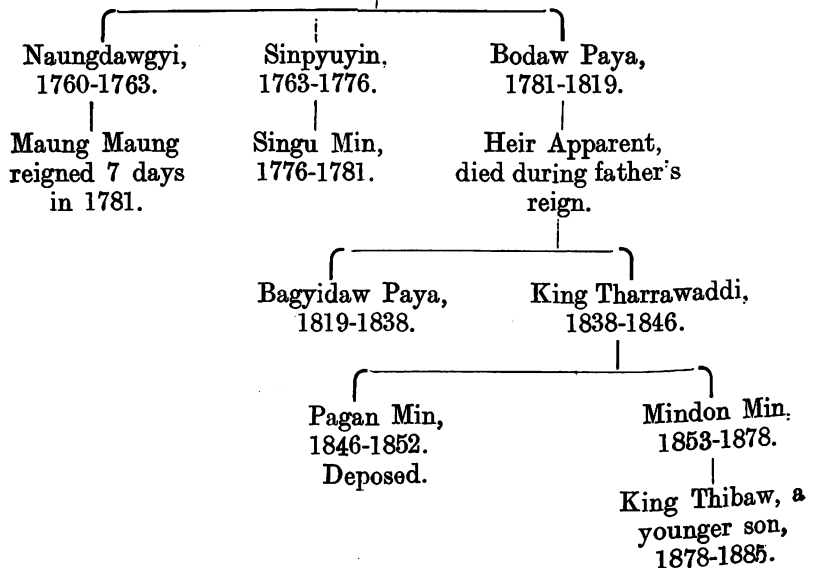 Naungdawgyi,
1760-1763.
Sinpyuyin,
1763-1776.
Bodaw Paya,
1781-1819.
Maung Maung
reigned 7 days
in 1781.
Singu Min,
1776-1781.
Heir Apparent,
died during father's
reign.
Bagyidaw Paya,
1819-1838.
King Tharrawaddi,
1838-1846.
Pagan Min,
1846-1852.
Deposed.
Mindon Min,
1853-1878.
King Thibaw, a
younger son,
1878-1885.